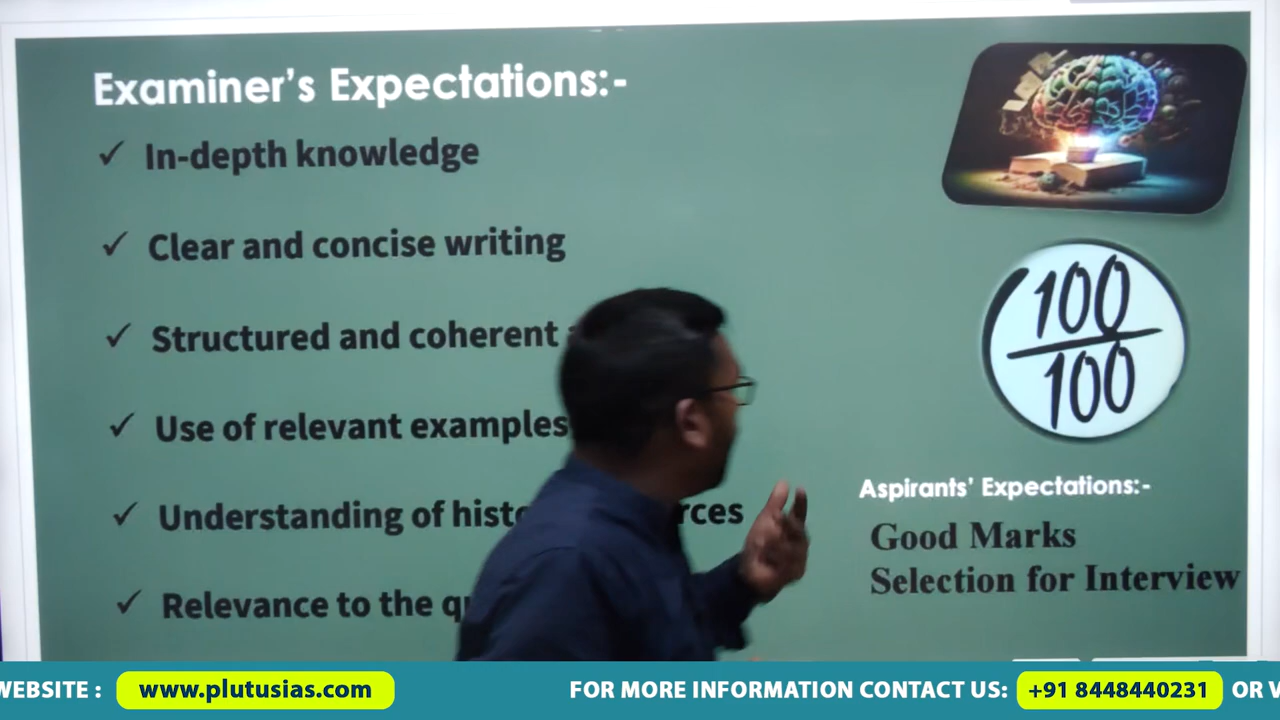 Examiner’s Expectations:-
✓ In-depth knowledge
✓ Clear and concise writing
✓ Structured and coherent
✓ Use of relevant examples
✓ Understanding of
✓ Relevance to the
100
100
Aspirants’ Expectations:-
Good Marks
Selection for Interview
WEBSITE : www.plutusias.com FOR MORE INFORMATION CONTACT US: +91 8448440231 OR